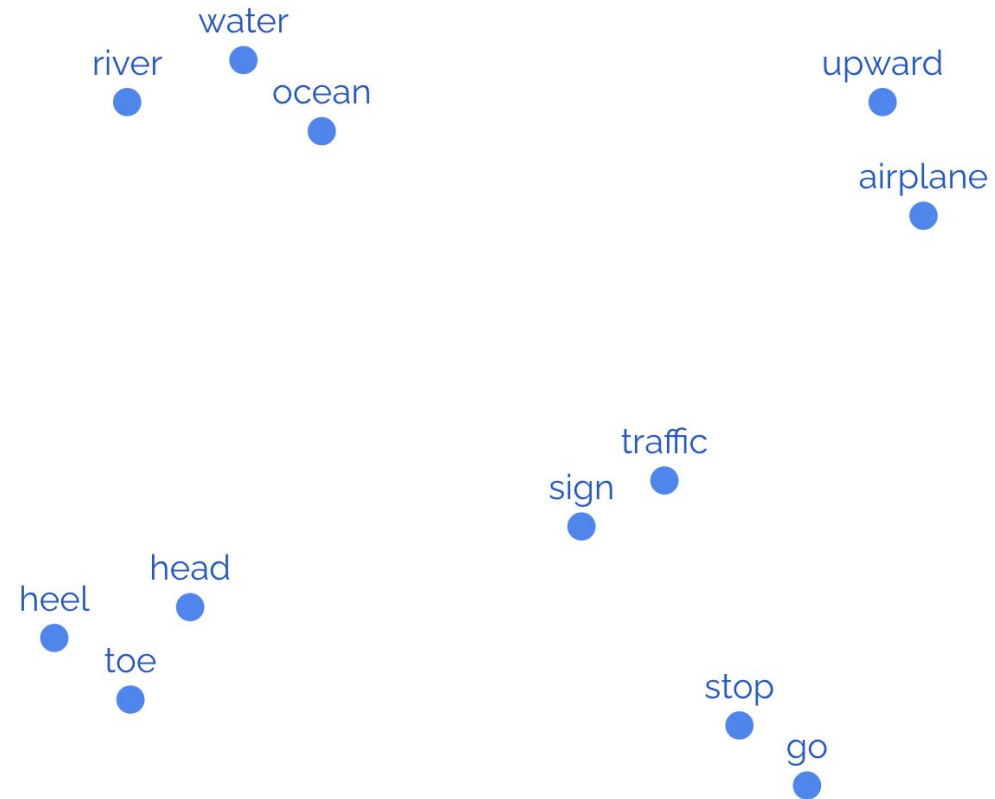 water
river
upward
ocean
airplane
traffic
sign
head
heel
toe
stop
go